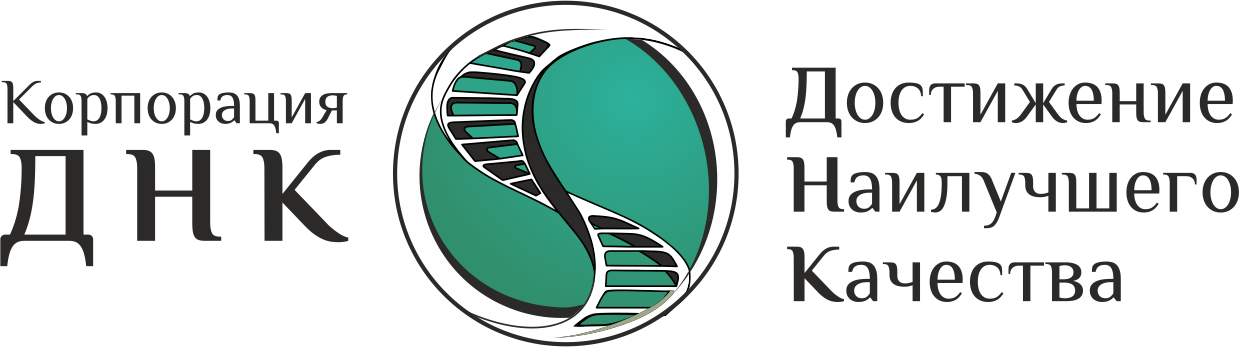 Корпорация
ДНК
Достижение
Наилучшего
Качества